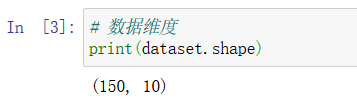 In [3]: # 数据维度
print(dataset.shape)
(150, 10)